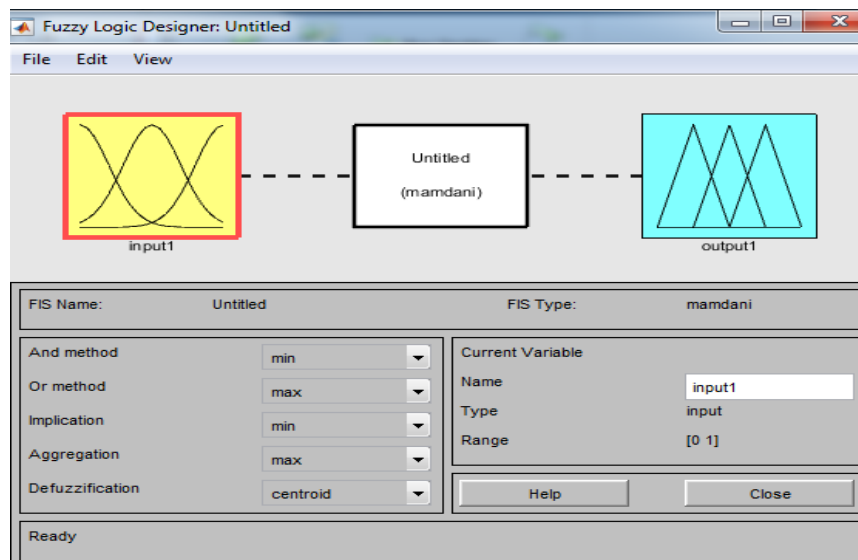 Fuzzy Logic Designer: Untitled
File Edit View
Untitled
(mamdani)
input1
output1
FIS Name: Untitled FIS Type: mamdani
And method min
Or method max
Implication min
Aggregation max
Defuzzification centroid
Current Variable
Name input1
Type input
Range [0 1]
Help Close
Ready